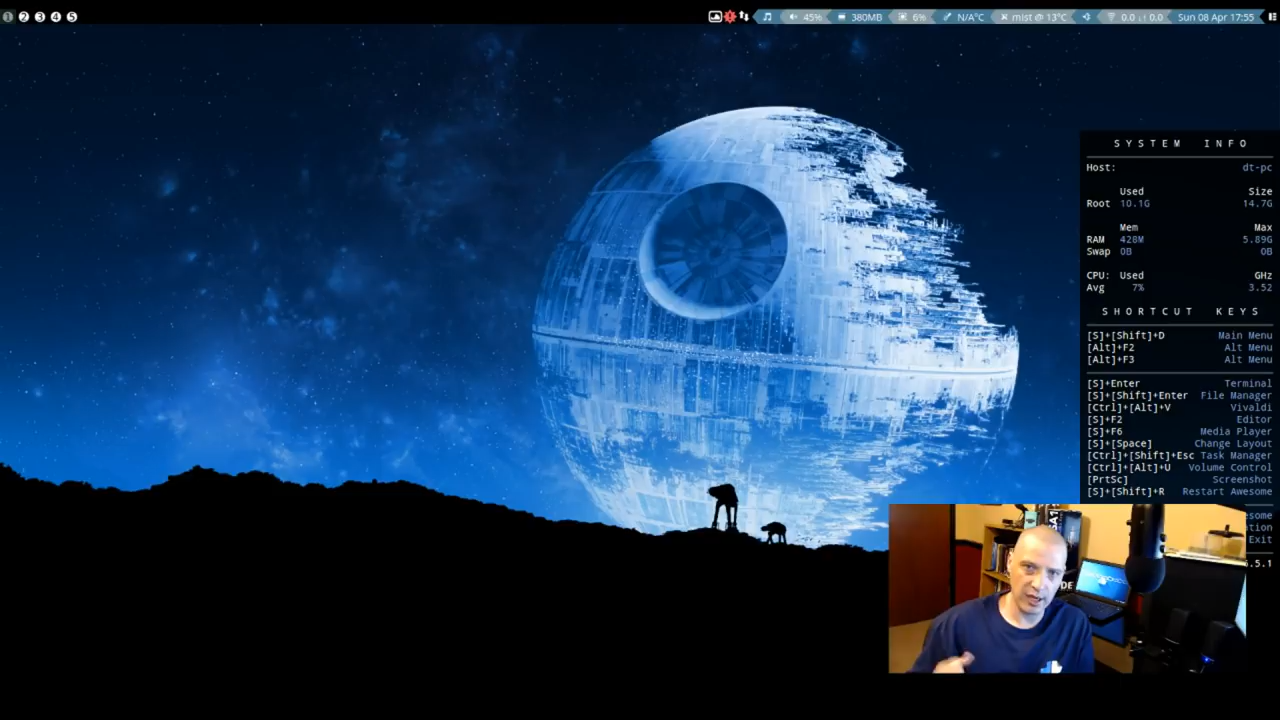 1 2 3 4 5
45% 380MB 6% N/A°C mist @ 13°C 0.0 ↓↑ 0.0 Sun 08 Apr 17:55
SYSTEM INFO
Host: dt-pc
Used Size
Root 10.1G 14.7G
Mem Max
RAM 428M 5.89G
Swap 0B 0B
CPU: Used GHz
Avg 7% 3.52
SHORTCUT KEYS
[S]+[Shift]+D Main Menu
[Alt]+F2 Alt Menu
[Alt]+F3 Alt Menu
[S]+Enter Terminal
[S]+[Shift]+Enter File Manager
[Ctrl]+[Alt]+V Vivaldi
[S]+F2 Editor
[S]+F6 Media Player
[S]+[Space] Change Layout
[Ctrl]+[Shift]+Esc Task Manager
[Ctrl]+[Alt]+U Volume Control
[PrtSc] Screenshot
[S]+[Shift]+R Restart Awesome
esome
tion
Exit
.5.1